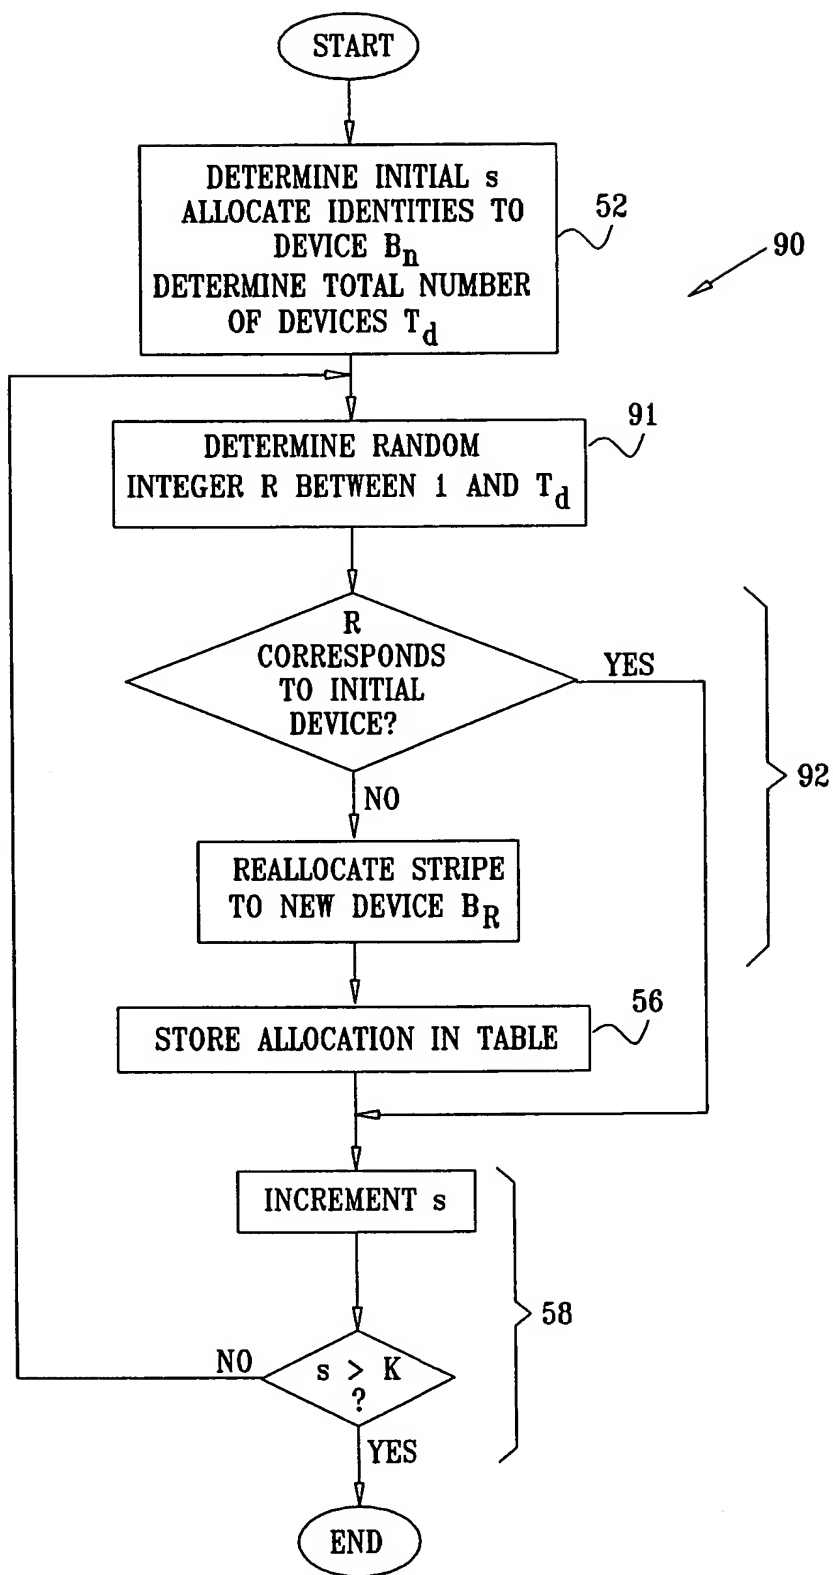 START
DETERMINE INITIAL s
ALLOCATE IDENTITIES TO
DEVICE Bn
DETERMINE TOTAL NUMBER
OF DEVICES Td
52
90
DETERMINE RANDOM
INTEGER R BETWEEN 1 AND Td
91
R
CORRESPONDS
TO INITIAL
DEVICE?
YES
NO
92
REALLOCATE STRIPE
TO NEW DEVICE BR
STORE ALLOCATION IN TABLE
56
INCREMENT s
58
s > K
?
NO
YES
END